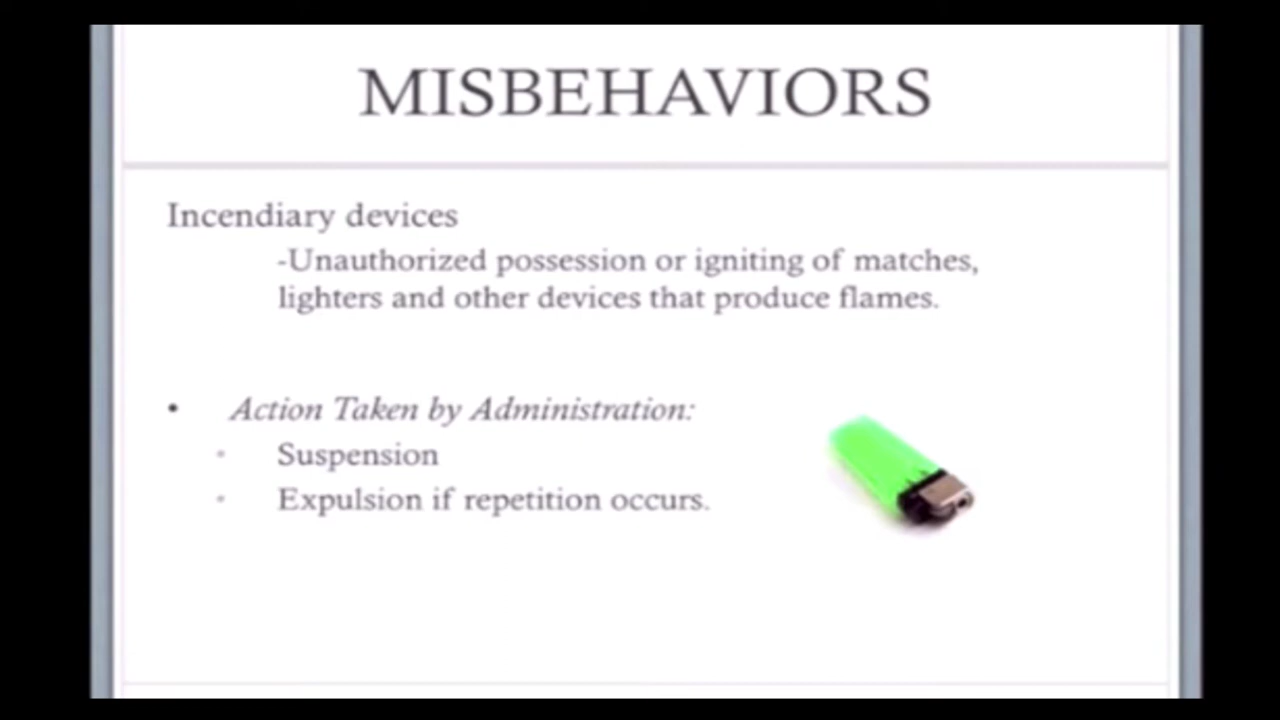 MISBEHAVIORS
Incendiary devices
-Unauthorized possession or igniting of matches,
lighters and other devices that produce flames.
• Action Taken by Administration:
• Suspension
• Expulsion if repetition occurs.